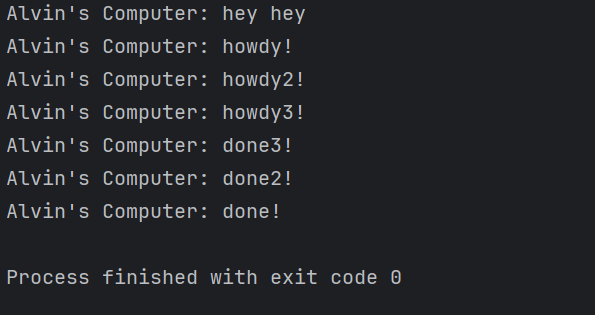 Alvin's Computer: hey hey
Alvin's Computer: howdy!
Alvin's Computer: howdy2!
Alvin's Computer: howdy3!
Alvin's Computer: done3!
Alvin's Computer: done2!
Alvin's Computer: done!
Process finished with exit code 0